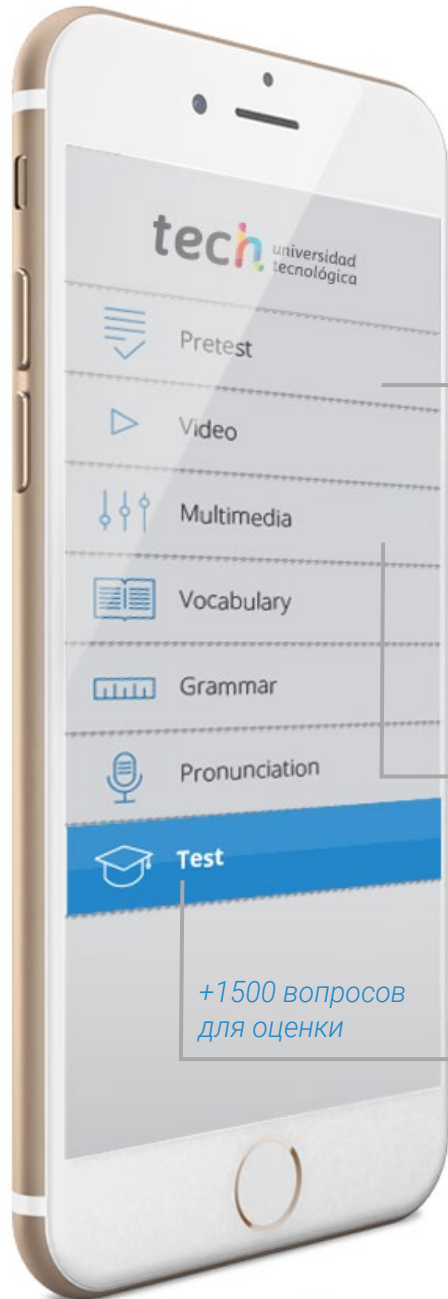 tech universidad
tecnológica
Pretest
Video
Multimedia
Vocabulary
Grammar
Pronunciation
Test
+1500 вопросов
для оценки